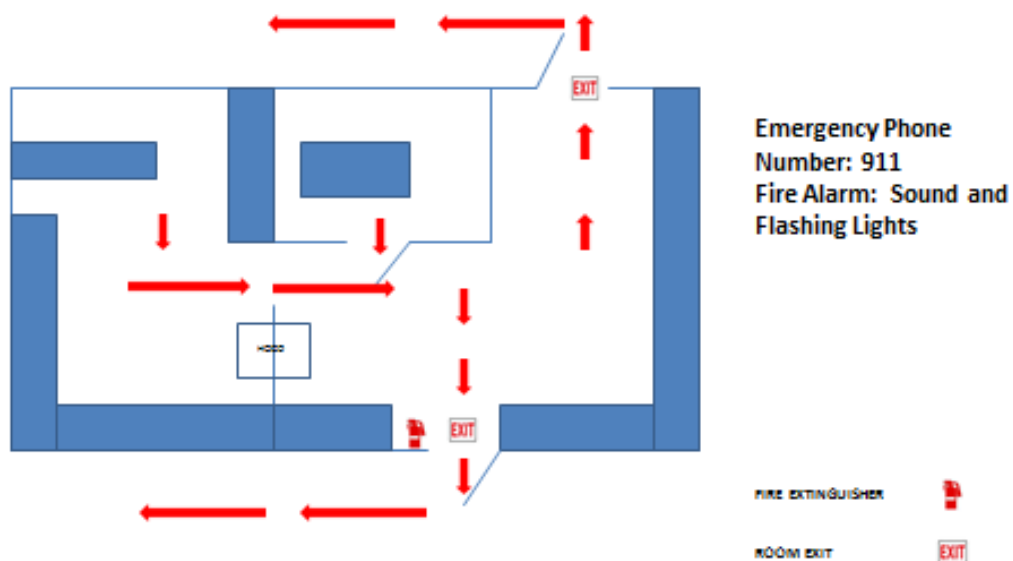 EXIT
Emergency Phone
Number: 911
Fire Alarm: Sound and
Flashing Lights
EXIT
FIRE EXTINGUISHER
ROOM EXIT
EXIT